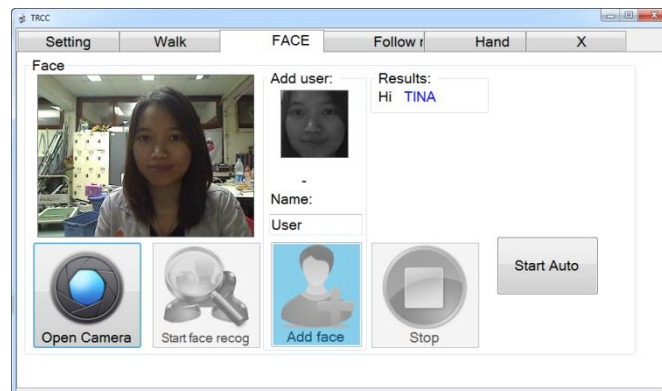 TRCC
Setting Walk FACE Follow r Hand X
Face
Add user:
Results:
Hi TINA
-
Name:
User
Open Camera
Start face recog
Add face
Stop
Start Auto